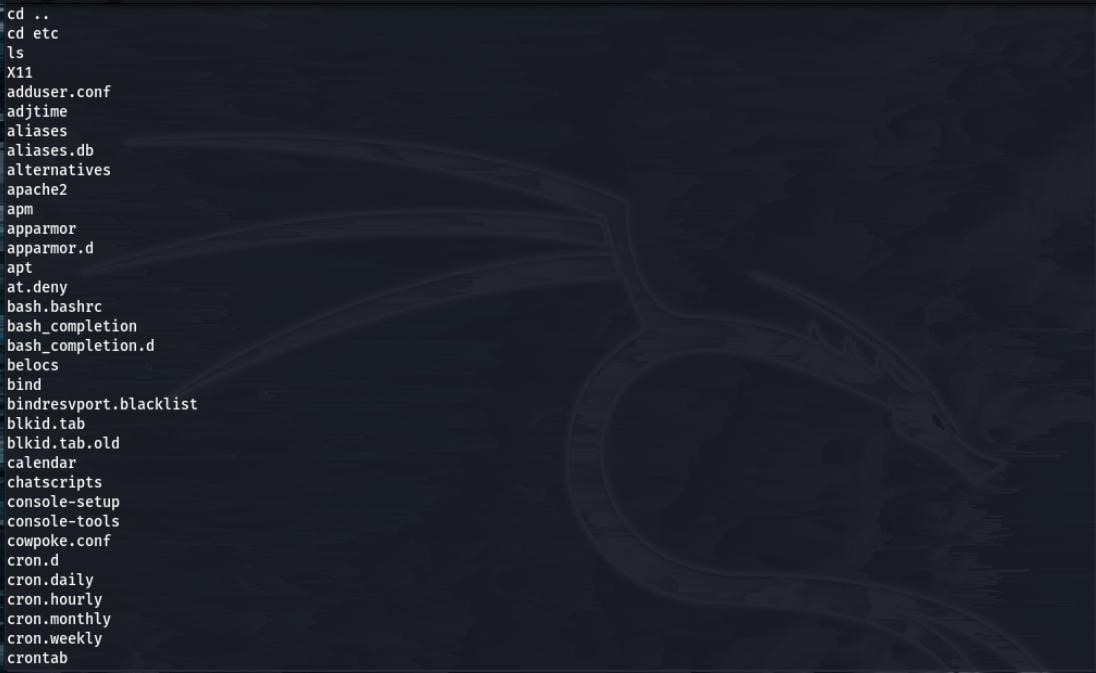 cd ..
cd etc
ls
X11
adduser.conf
adjtime
aliases
aliases.db
alternatives
apache2
apm
apparmor
apparmor.d
apt
at.deny
bash.bashrc
bash_completion
bash_completion.d
belocs
bind
bindresvport.blacklist
blkid.tab
blkid.tab.old
calendar
chatscripts
console-setup
console-tools
cowpoke.conf
cron.d
cron.daily
cron.hourly
cron.monthly
cron.weekly
crontab